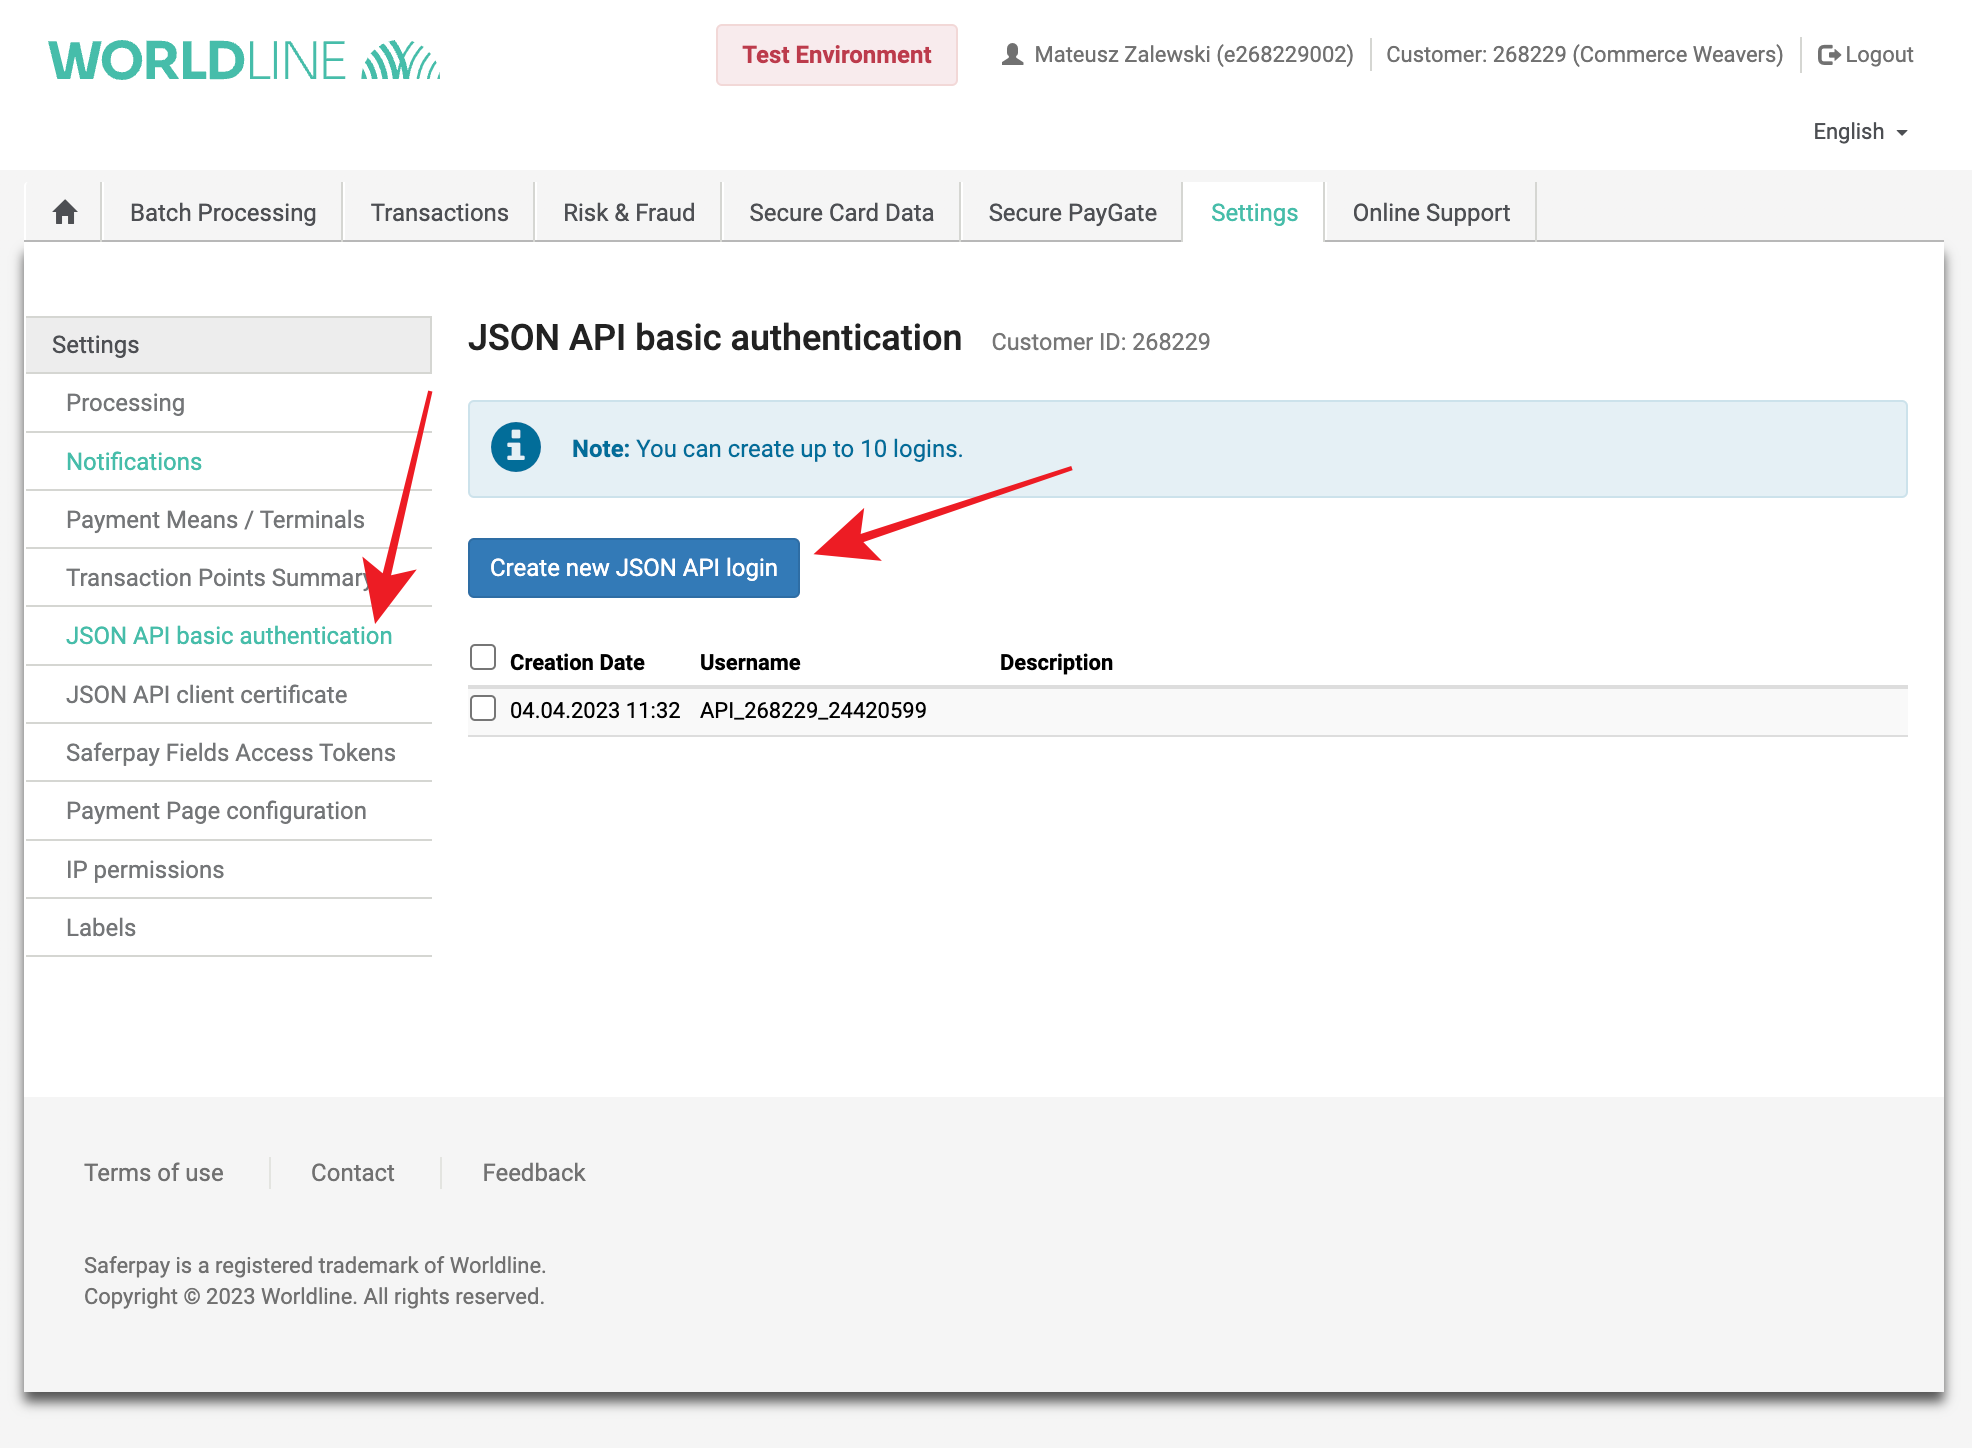 WORLDLINE
Test Environment
Mateusz Zalewski (e268229002)
Customer: 268229 (Commerce Weavers)
Logout
English
Batch Processing
Transactions
Risk & Fraud
Secure Card Data
Secure PayGate
Settings
Online Support
Settings
Processing
Notifications
Payment Means / Terminals
Transaction Points Summary
JSON API basic authentication
JSON API client certificate
Saferpay Fields Access Tokens
Payment Page configuration
IP permissions
Labels
JSON API basic authentication Customer ID: 268229
Note: You can create up to 10 logins.
Create new JSON API login
Creation Date Username Description
04.04.2023 11:32 API_268229_24420599
Terms of use
Contact
Feedback
Saferpay is a registered trademark of Worldline.
Copyright © 2023 Worldline. All rights reserved.